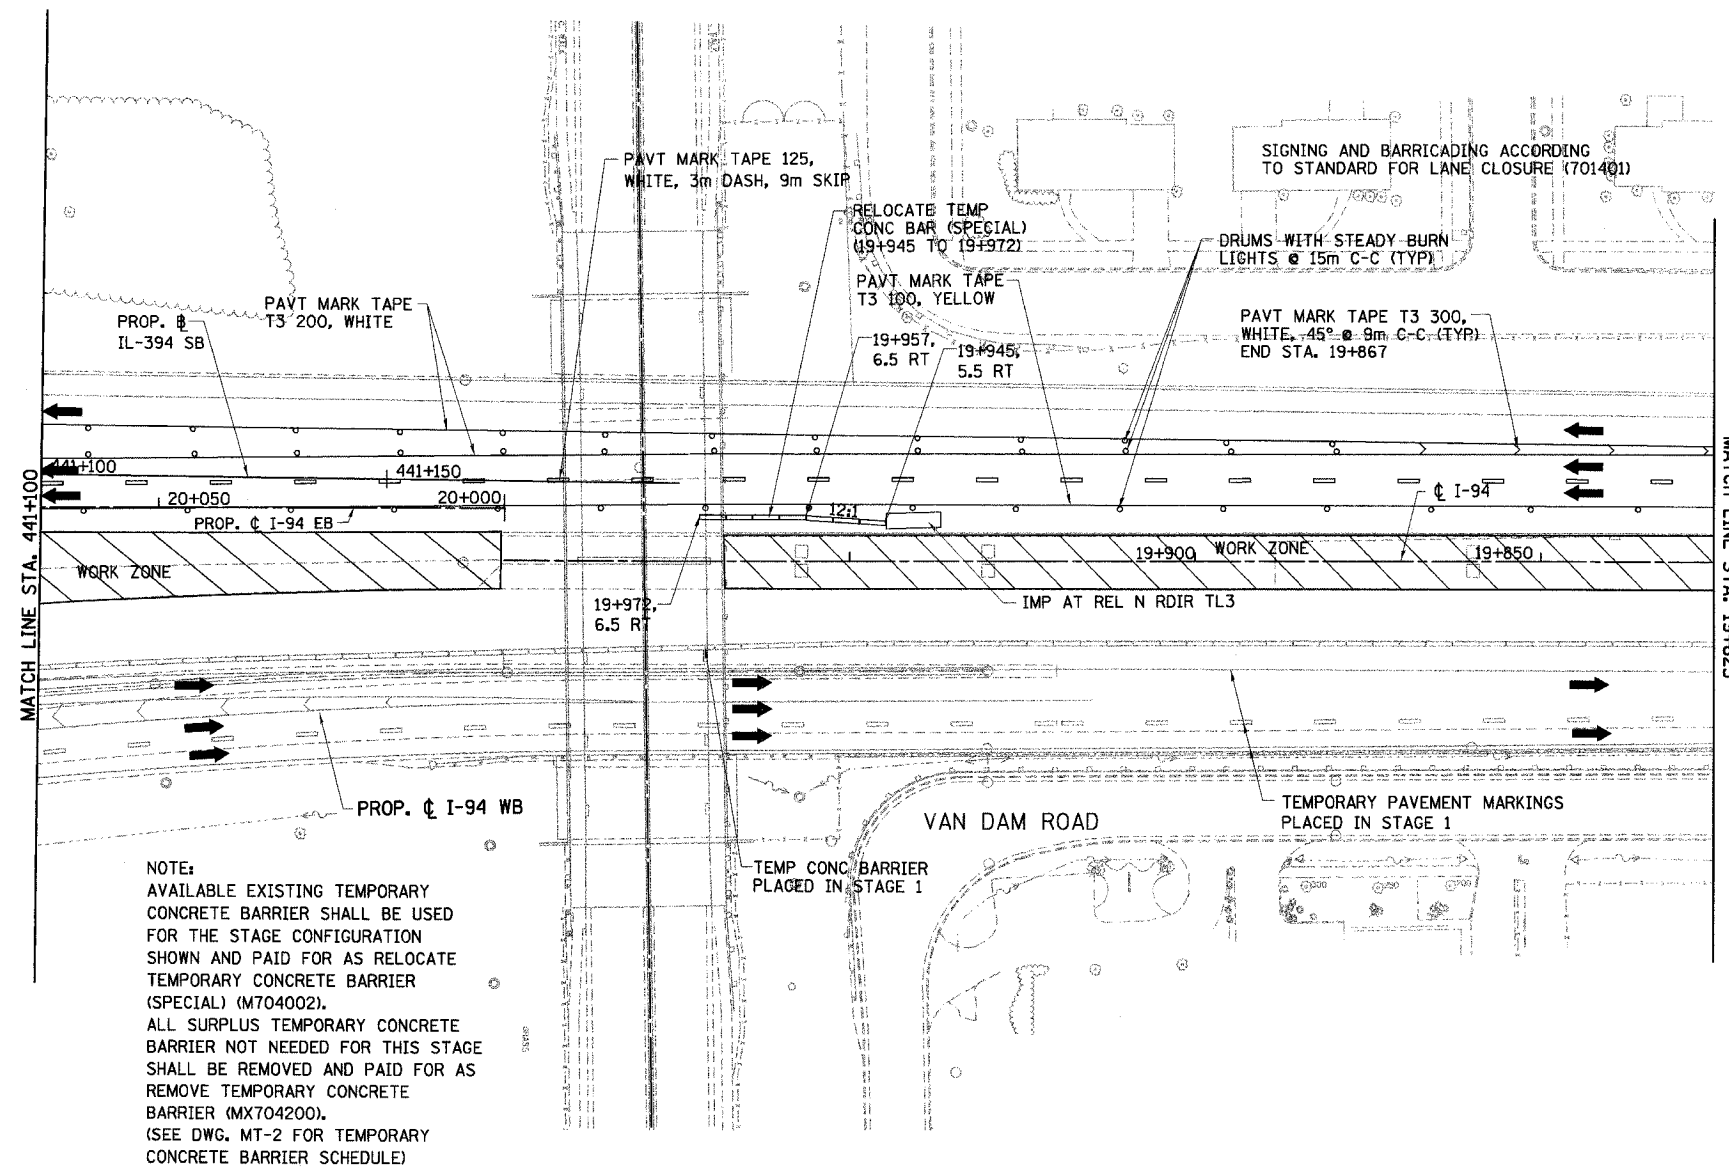 SIGNING AND BARRICADING ACCORDING
TO STANDARD FOR LANE CLOSURE (701401)
PAVT MARK TAPE 125,
WHITE, 3m DASH, 9m SKIP
RELOCATE TEMP
CONC BAR (SPECIAL)
(19+945 TO 19+972)
DRUMS WITH STEADY BURN
LIGHTS @ 15m C-C (TYP)
PAVT MARK TAPE
T3 100, YELLOW
PAVT MARK TAPE
T3 200, WHITE
PROP. ℄
IL-394 SB
PAVT MARK TAPE T3 300,
WHITE, 45° @ 9m C-C (TYP)
END STA. 19+867
19+957,
6.5 RT
19+945,
5.5 RT
441+100
441+150
20+050
20+000
PROP. ℄ I-94 EB
12:1
℄ I-94
WORK ZONE
19+900
WORK ZONE
19+850
19+972,
6.5 RT
IMP AT REL N RDIR TL3
MATCH LINE STA. 441+100
MATCH LINE STA.
PROP. ℄ I-94 WB
VAN DAM ROAD
TEMPORARY PAVEMENT MARKINGS
PLACED IN STAGE 1
TEMP CONC BARRIER
PLACED IN STAGE 1
NOTE:
AVAILABLE EXISTING TEMPORARY
CONCRETE BARRIER SHALL BE USED
FOR THE STAGE CONFIGURATION
SHOWN AND PAID FOR AS RELOCATE
TEMPORARY CONCRETE BARRIER
(SPECIAL) (M704002).
ALL SURPLUS TEMPORARY CONCRETE
BARRIER NOT NEEDED FOR THIS STAGE
SHALL BE REMOVED AND PAID FOR AS
REMOVE TEMPORARY CONCRETE
BARRIER (MX704200).
(SEE DWG. MT-2 FOR TEMPORARY
CONCRETE BARRIER SCHEDULE)